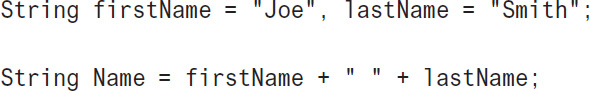 String firstName = "Joe", lastName = "Smith";
String Name = firstName + " " + lastName;